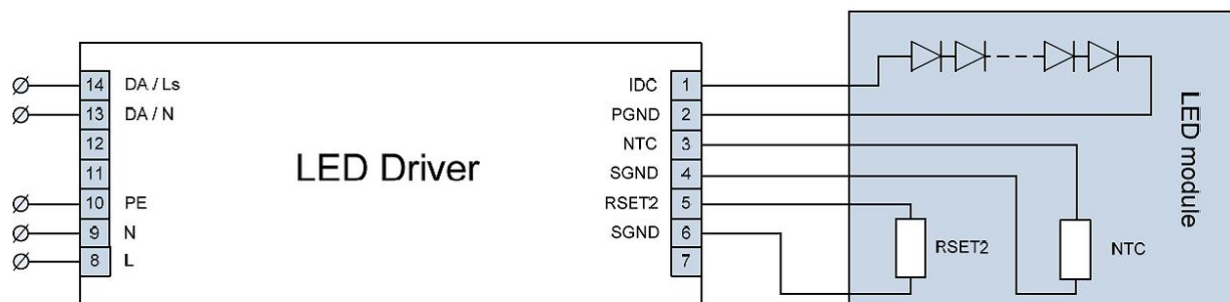 14 DA / Ls
13 DA / N
12
11
10 PE
9 N
8 L
LED Driver
IDC 1
PGND 2
NTC 3
SGND 4
RSET2 5
SGND 6
7
RSET2
NTC
LED module